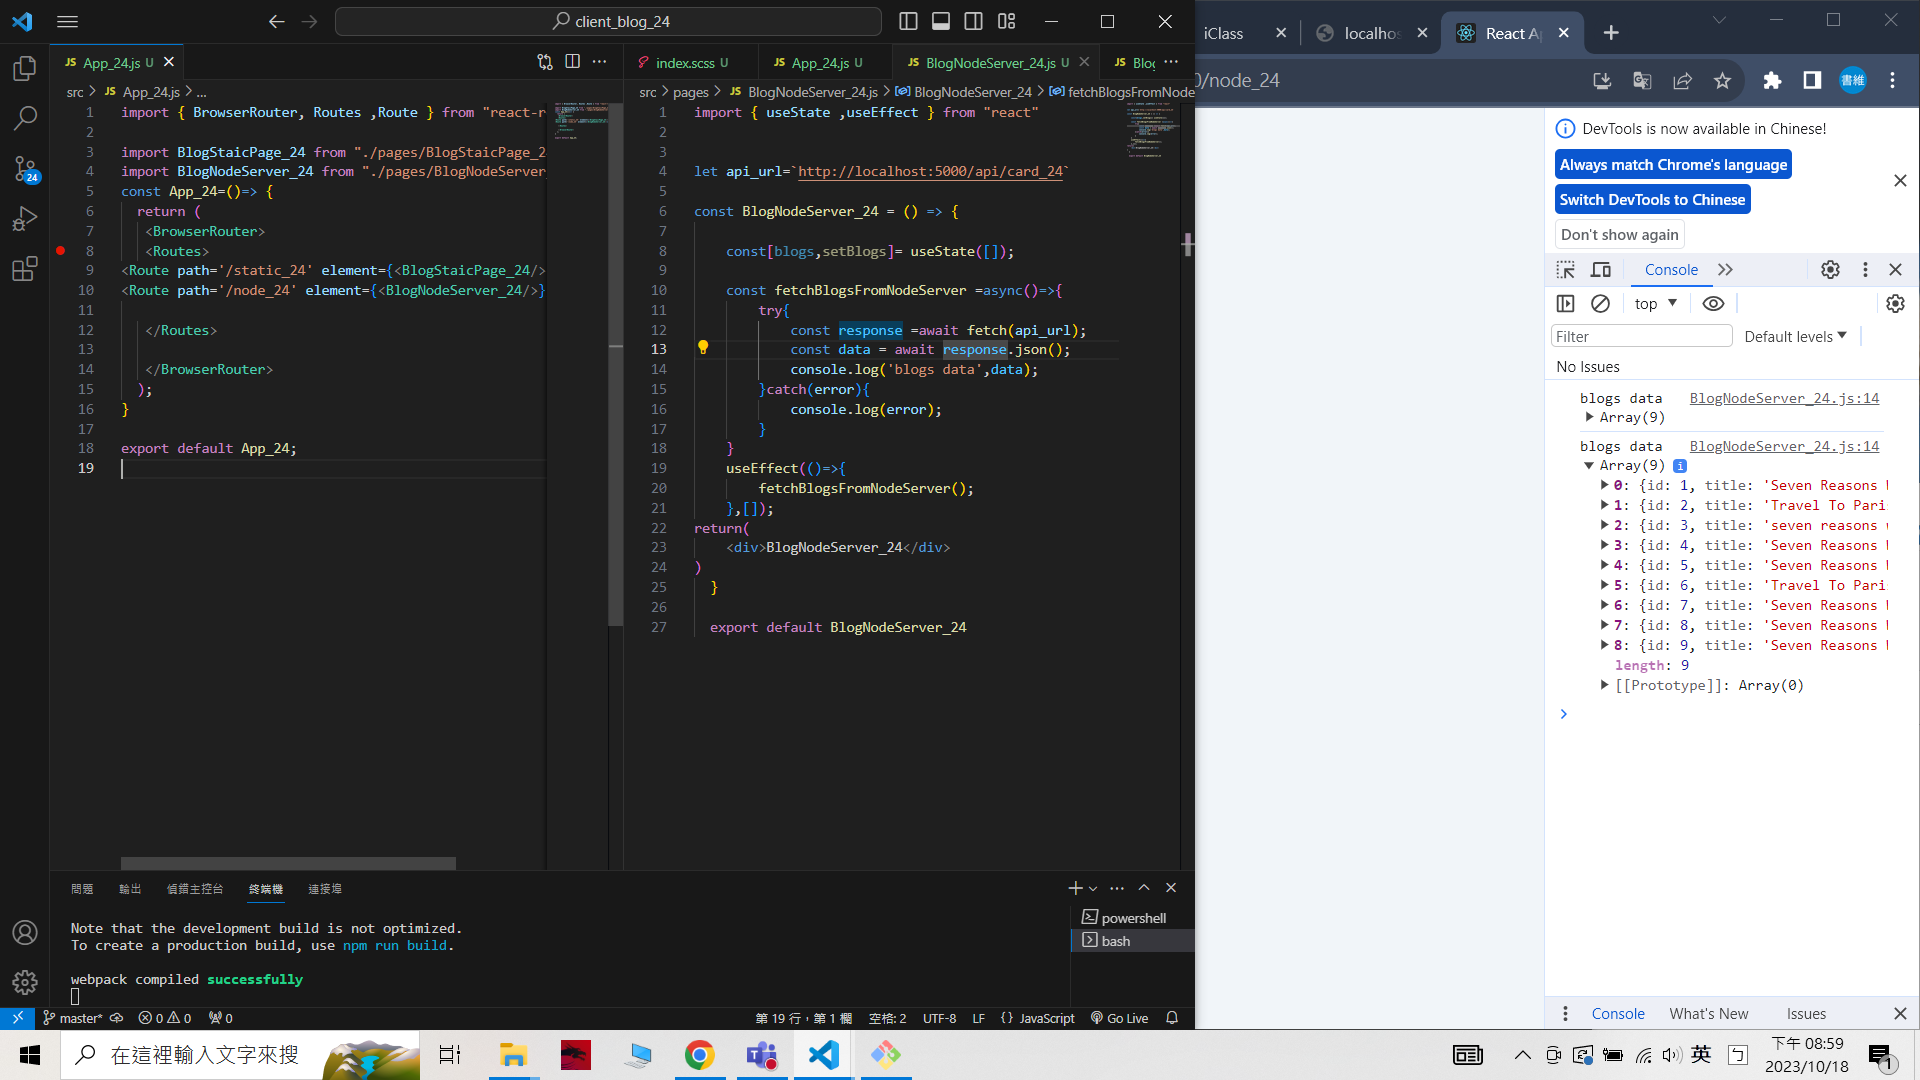 client_blog_24
App_24.js U
src > App_24.js > ...
1 import { BrowserRouter, Routes ,Route } from "react-r
2
3 import BlogStaicPage_24 from "./pages/BlogStaicPage_2
4 import BlogNodeServer_24 from "./pages/BlogNodeServer_
5 const App_24=()=> {
6 return (
7 <BrowserRouter>
8 <Routes>
9 <Route path='/static_24' element={<BlogStaicPage_24/>
10 <Route path='/node_24' element={<BlogNodeServer_24/>}
11
12 </Routes>
13
14 </BrowserRouter>
15 );
16 }
17
18 export default App_24;
19
index.scss U
App_24.js U
BlogNodeServer_24.js U
Blog
src > pages > BlogNodeServer_24.js > BlogNodeServer_24 > fetchBlogsFromNode
1 import { useState ,useEffect } from "react"
2
3
4 let api_url=`http://localhost:5000/api/card_24`
5
6 const BlogNodeServer_24 = () => {
7
8 const[blogs,setBlogs]= useState([]);
9
10 const fetchBlogsFromNodeServer =async()=>{
11 try{
12 const response =await fetch(api_url);
13 const data = await response.json();
14 console.log('blogs data',data);
15 }catch(error){
16 console.log(error);
17 }
18 }
19 useEffect(()=>{
20 fetchBlogsFromNodeServer();
21 },[]);
22 return(
23 <div>BlogNodeServer_24</div>
24 )
25 }
26
27 export default BlogNodeServer_24
24
問題 輸出 偵錯主控台 終端機 連接埠
powershell
bash
Note that the development build is not optimized.
To create a production build, use npm run build.
webpack compiled successfully
master* 0 0 0 第 19 行，第 1 欄 空格: 2 UTF-8 LF {} JavaScript Go Live
iClass
localhos
React Ap
0/node_24
書維
DevTools is now available in Chinese!
Always match Chrome's language
Switch DevTools to Chinese
Don't show again
Console
top
Filter
Default levels
No Issues
blogs data BlogNodeServer_24.js:14
Array(9)
blogs data BlogNodeServer_24.js:14
Array(9) i
0: {id: 1, title: 'Seven Reasons W
1: {id: 2, title: 'Travel To Pari
2: {id: 3, title: 'seven reasons w
3: {id: 4, title: 'Seven Reasons W
4: {id: 5, title: 'Seven Reasons W
5: {id: 6, title: 'Travel To Pari
6: {id: 7, title: 'Seven Reasons W
7: {id: 8, title: 'Seven Reasons W
8: {id: 9, title: 'Seven Reasons W
length: 9
[[Prototype]]: Array(0)
Console What's New Issues
在這裡輸入文字來搜
英
ㄅ
下午 08:59
2023/10/18
1